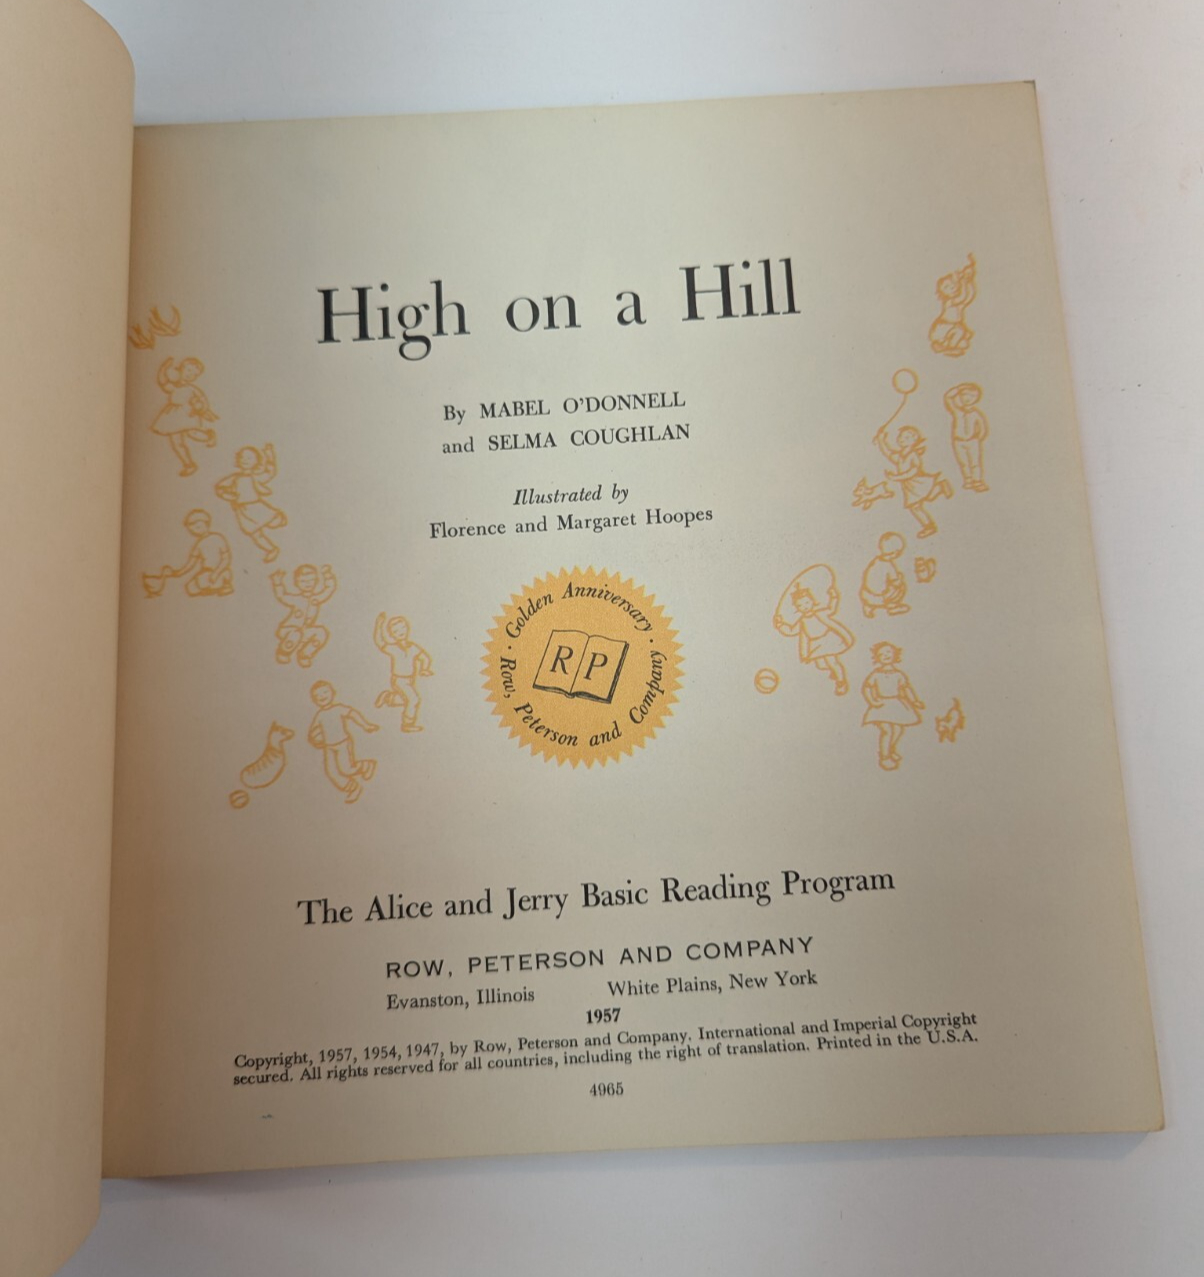 High on a Hill
By MABEL O'DONNELL
and SELMA COUGHLAN
Illustrated by
Florence and Margaret Hoopes
· Golden Anniversary ·
Row, Peterson and Company
R P
The Alice and Jerry Basic Reading Program
ROW, PETERSON AND COMPANY
Evanston, Illinois White Plains, New York
1957
Copyright, 1957, 1954, 1947, by Row, Peterson and Company. International and Imperial Copyright
secured. All rights reserved for all countries, including the right of translation. Printed in the U.S.A.
4965